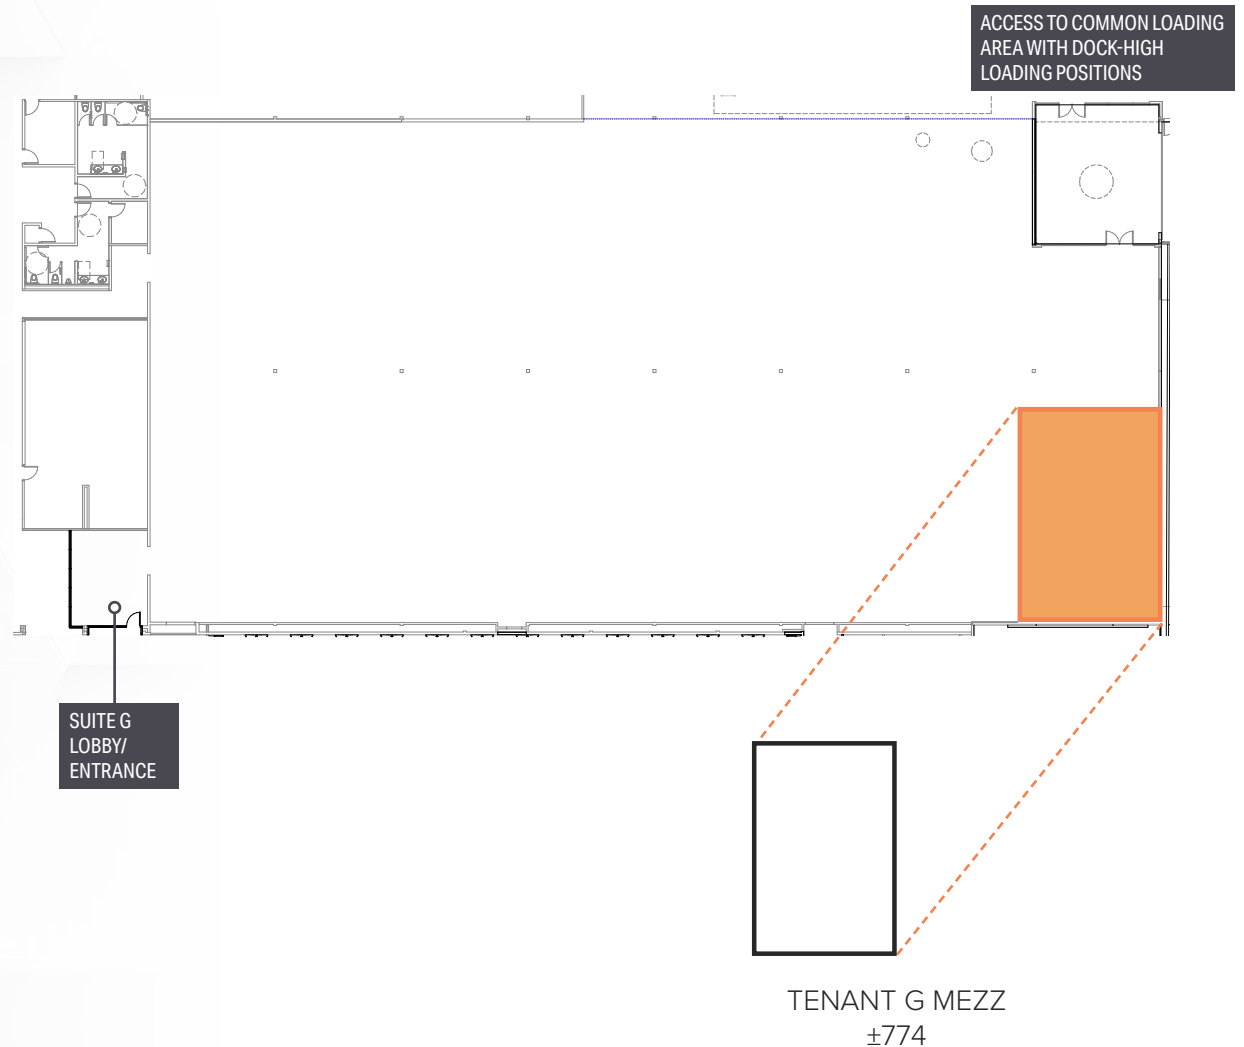 ACCESS TO COMMON LOADING
AREA WITH DOCK-HIGH
LOADING POSITIONS
SUITE G
LOBBY/
ENTRANCE
TENANT G MEZZ
±774